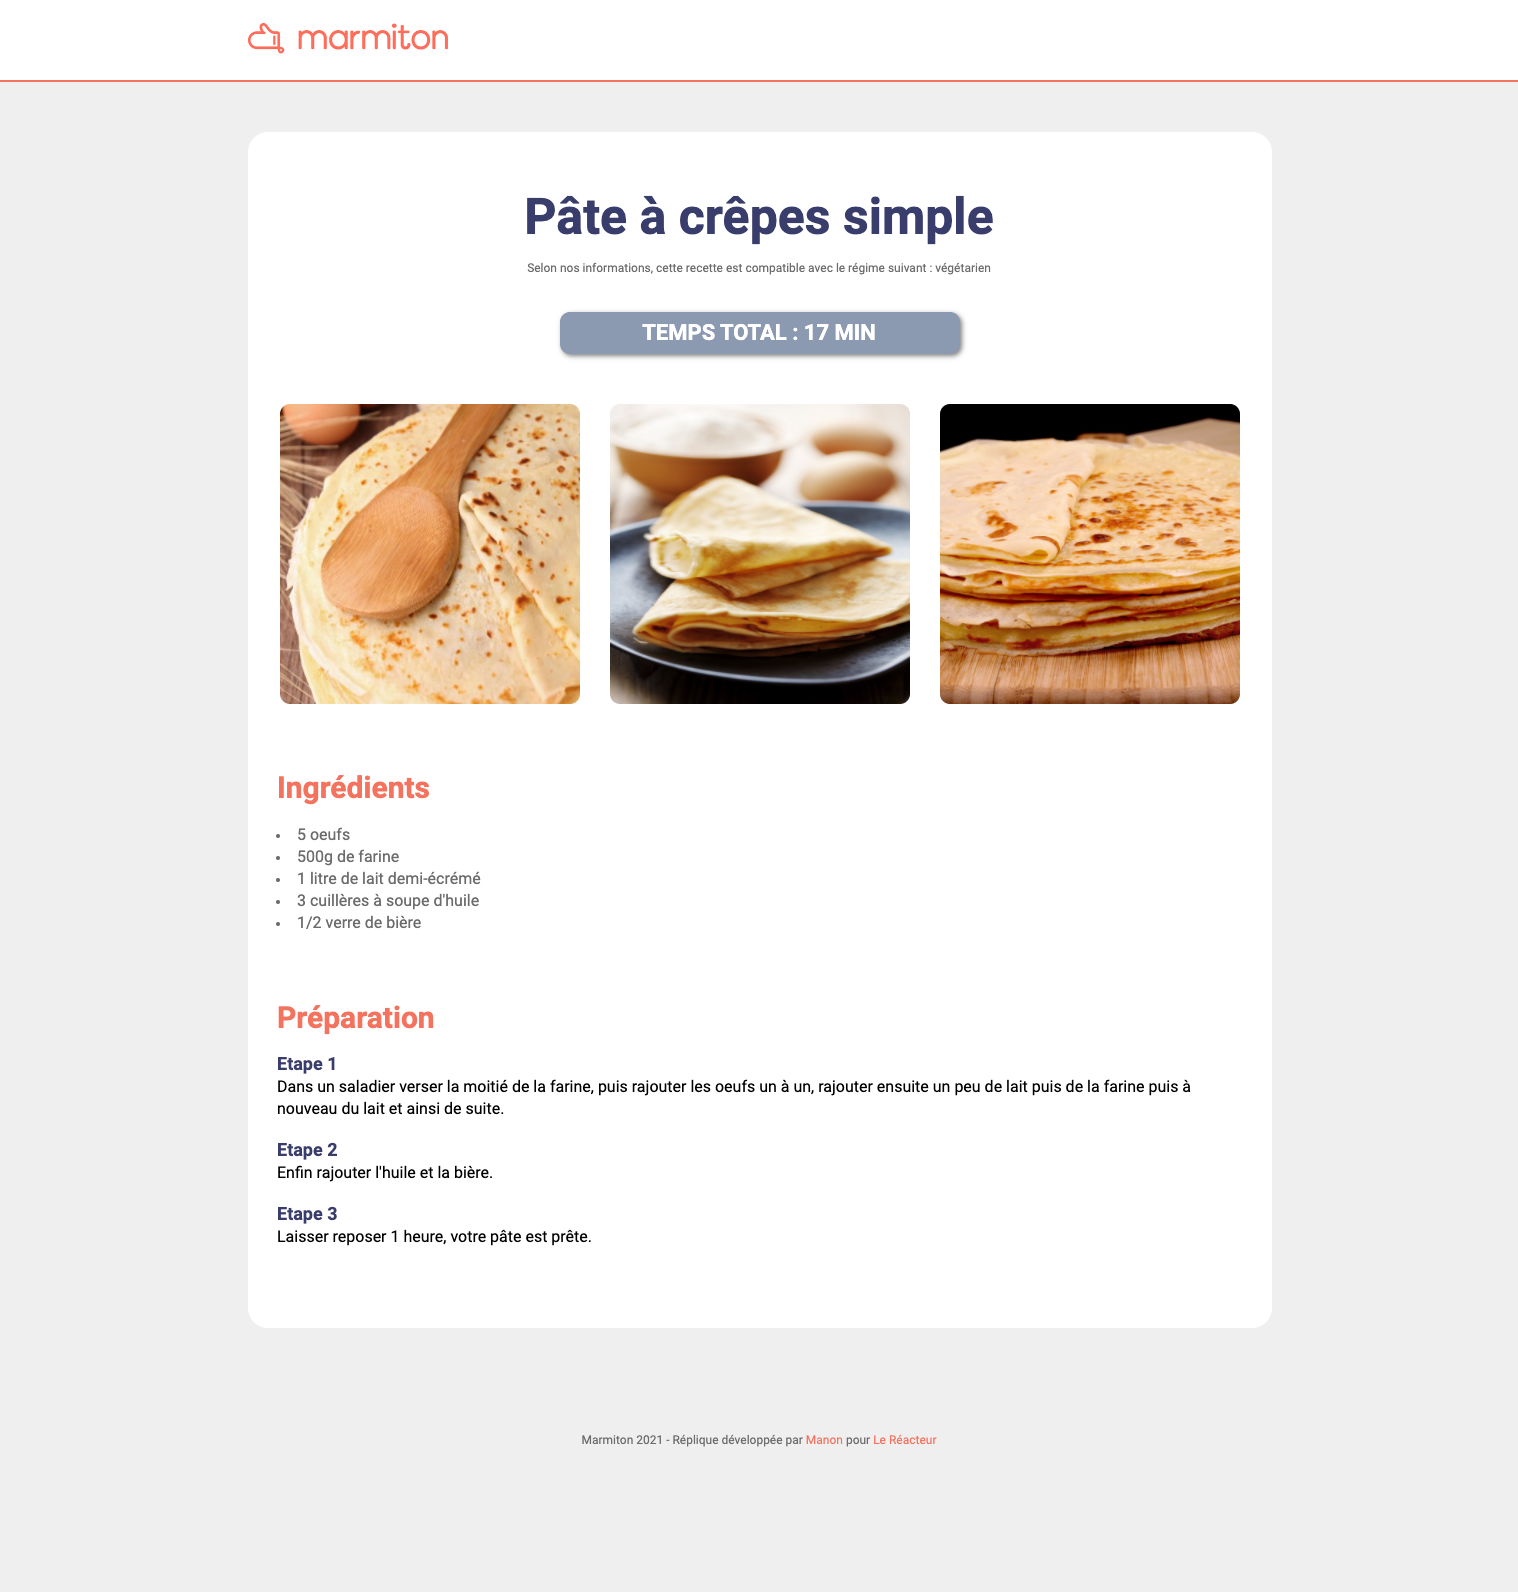 marmiton
Pâte à crêpes simple
Selon nos informations, cette recette est compatible avec le régime suivant : végétarien
TEMPS TOTAL : 17 MIN
Ingrédients
• 5 oeufs
• 500g de farine
• 1 litre de lait demi-écrémé
• 3 cuillères à soupe d'huile
• 1/2 verre de bière
Préparation
Etape 1
Dans un saladier verser la moitié de la farine, puis rajouter les oeufs un à un, rajouter ensuite un peu de lait puis de la farine puis à
nouveau du lait et ainsi de suite.
Etape 2
Enfin rajouter l'huile et la bière.
Etape 3
Laisser reposer 1 heure, votre pâte est prête.
Marmiton 2021 - Réplique développée par Manon pour Le Réacteur